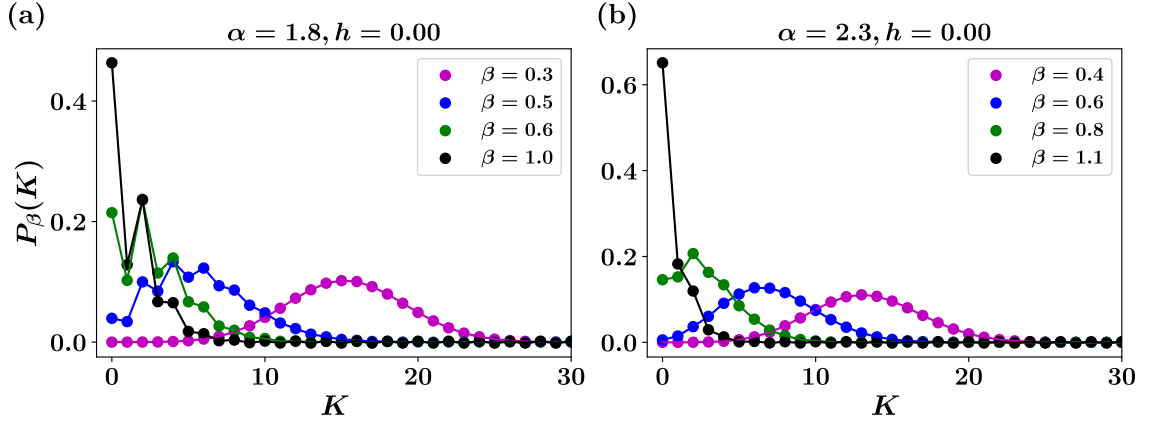 (a)
α = 1.8, h = 0.00
P_β(K)
0.4
0.2
0.0
β = 0.3
β = 0.5
β = 0.6
β = 1.0
0 10 20 30
K
(b)
α = 2.3, h = 0.00
0.6
0.4
0.2
0.0
β = 0.4
β = 0.6
β = 0.8
β = 1.1
0 10 20 30
K